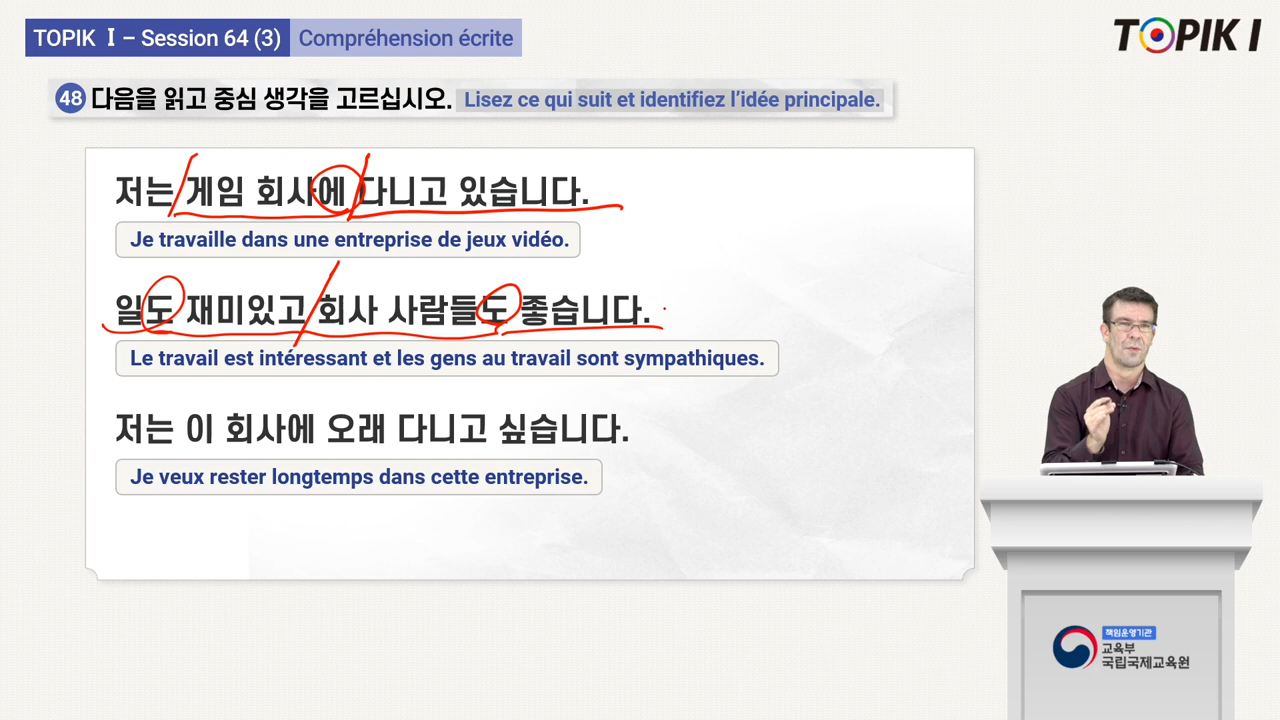 TOPIK Ⅰ – Session 64 (3) Compréhension écrite
TOPIK I
48 다음을 읽고 중심 생각을 고르십시오. Lisez ce qui suit et identifiez l’idée principale.
저는 게임 회사에 다니고 있습니다.
Je travaille dans une entreprise de jeux vidéo.
일도 재미있고 회사 사람들도 좋습니다.
Le travail est intéressant et les gens au travail sont sympathiques.
저는 이 회사에 오래 다니고 싶습니다.
Je veux rester longtemps dans cette entreprise.
책임운영기관
교육부
국립국제교육원